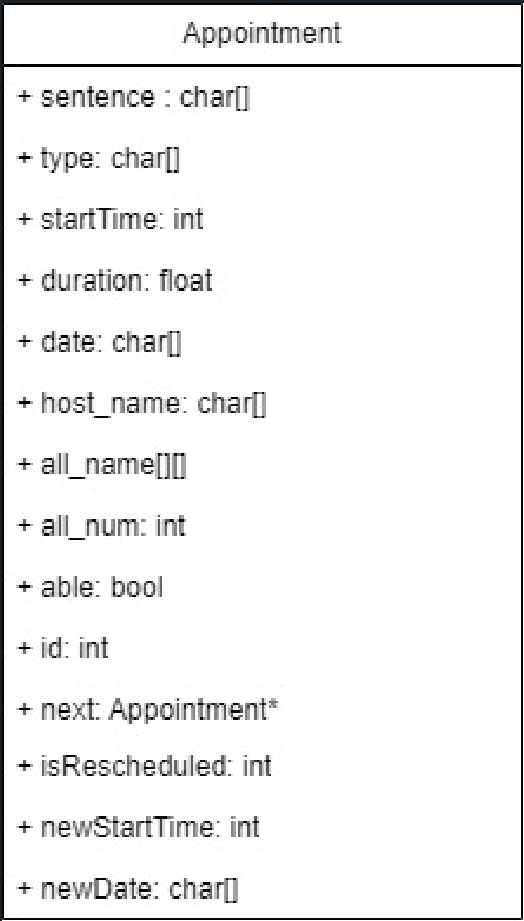 Appointment
+ sentence : char[]
+ type: char[]
+ startTime: int
+ duration: float
+ date: char[]
+ host_name: char[]
+ all_name[][]
+ all_num: int
+ able: bool
+ id: int
+ next: Appointment*
+ isRescheduled: int
+ newStartTime: int
+ newDate: char[]